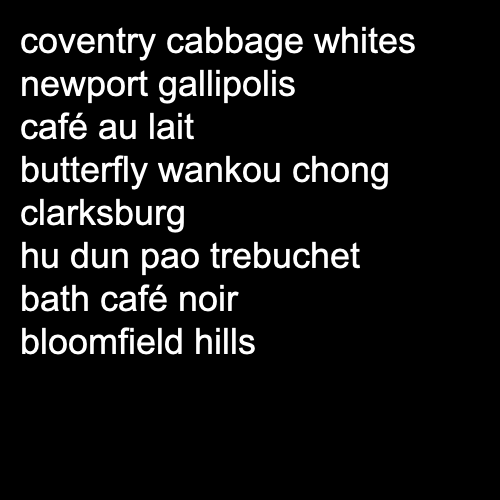 coventry cabbage whites
newport gallipolis
café au lait
butterfly wankou chong
clarksburg
hu dun pao trebuchet
bath café noir
bloomfield hills